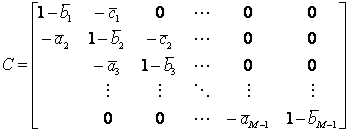 C = [ 1−b̄₁ −c̄₁ 0 ⋯ 0 0
−ā₂ 1−b̄₂ −c̄₂ ⋯ 0 0
−ā₃ 1−b̄₃ ⋯ 0 0
⋮ ⋮ ⋱ ⋮ ⋮
0 0 ⋯ −ā_{M−1} 1−b̄_{M−1} ]